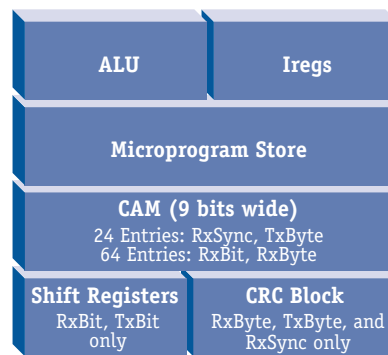 ALU
Iregs
Microprogram Store
CAM (9 bits wide)
24 Entries: RxSync, TxByte
64 Entries: RxBit, RxByte
Shift Registers
RxBit, TxBit
only
CRC Block
RxByte, TxByte, and
RxSync only